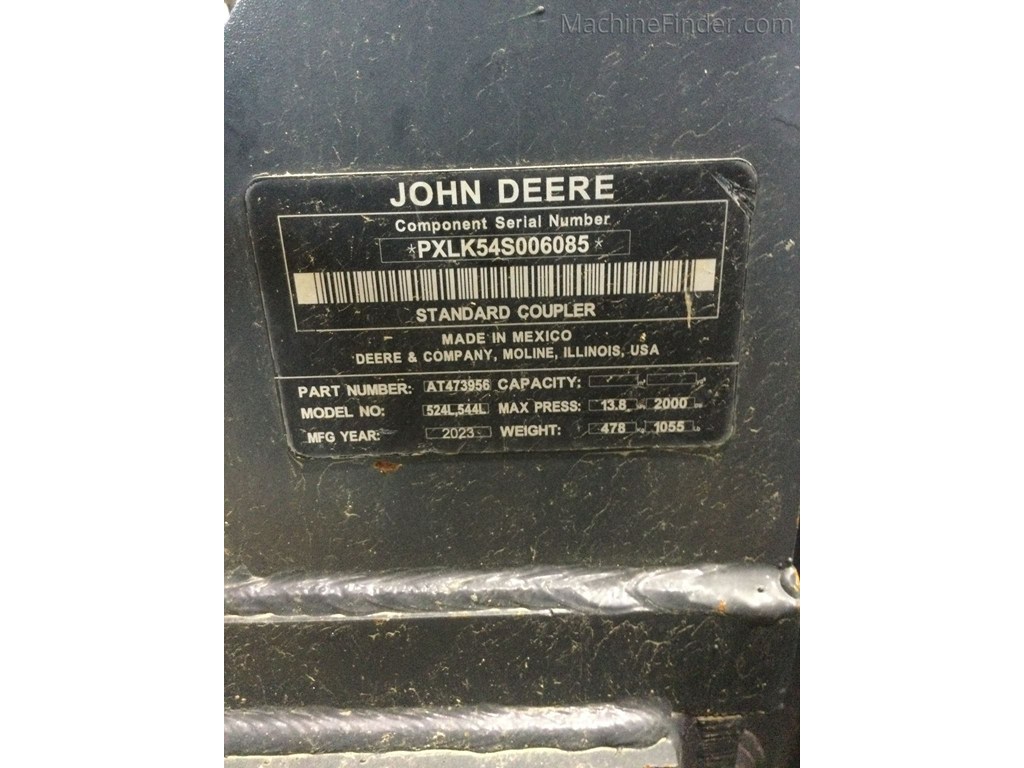 MachineFinder.com
JOHN DEERE
Component Serial Number
*PXLK54S006085*
STANDARD COUPLER
MADE IN MEXICO
DEERE & COMPANY, MOLINE, ILLINOIS, USA
PART NUMBER: AT473956 CAPACITY:
MODEL NO: 524L,544L MAX PRESS: 13.8 2000
MFG YEAR: 2023 WEIGHT: 478 1055 lb